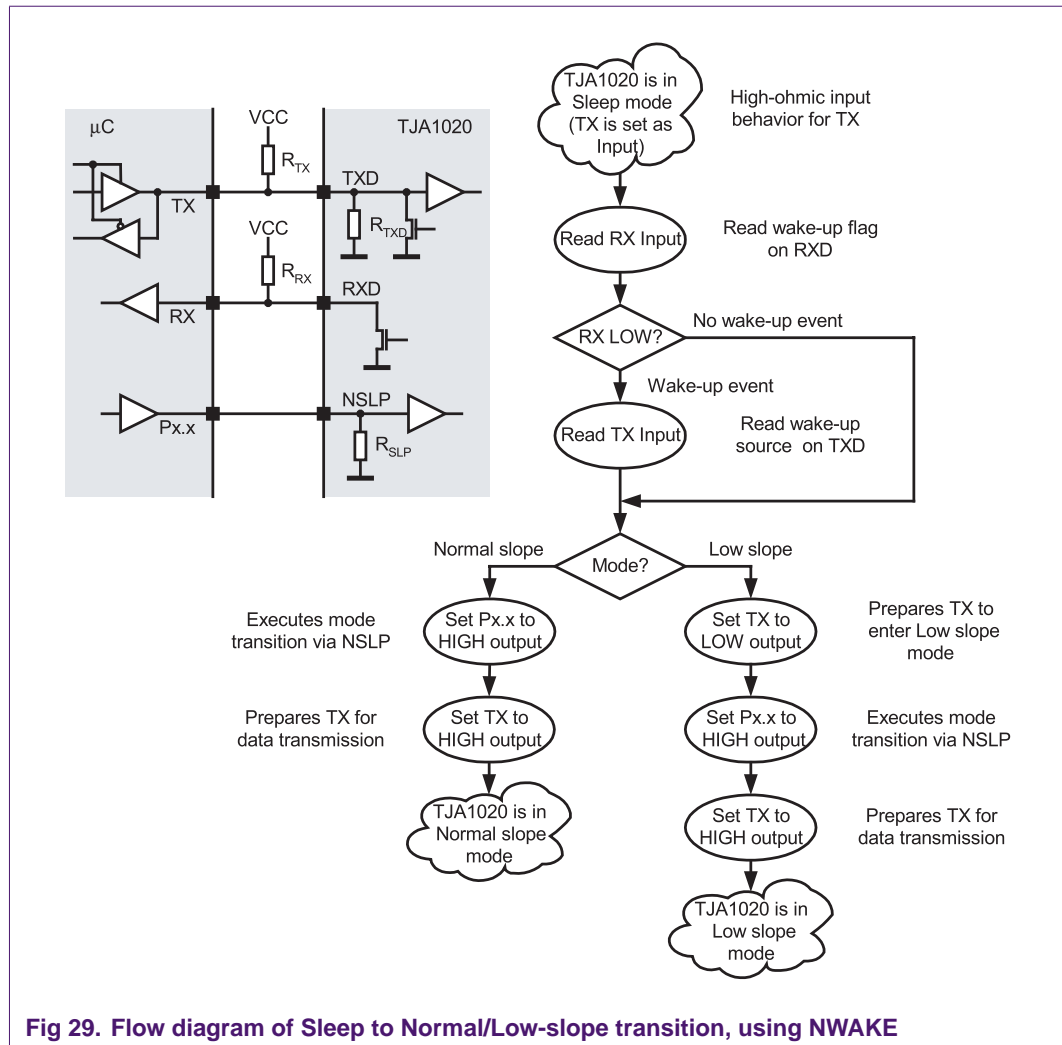 μC
VCC
TJA1020
R_TX
TX
TXD
R_TXD
VCC
R_RX
RX
RXD
Px.x
NSLP
R_SLP
TJA1020 is in
Sleep mode
(TX is set as
Input)
High-ohmic input
behavior for TX
Read RX Input
Read wake-up flag
on RXD
RX LOW?
No wake-up event
Wake-up event
Read TX Input
Read wake-up
source on TXD
Mode?
Normal slope
Low slope
Executes mode
transition via NSLP
Set Px.x to
HIGH output
Set TX to
LOW output
Prepares TX to
enter Low slope
mode
Prepares TX for
data transmission
Set TX to
HIGH output
Set Px.x to
HIGH output
Executes mode
transition via NSLP
TJA1020 is in
Normal slope
mode
Set TX to
HIGH output
Prepares TX for
data transmission
TJA1020 is in
Low slope
mode
Fig 29. Flow diagram of Sleep to Normal/Low-slope transition, using NWAKE